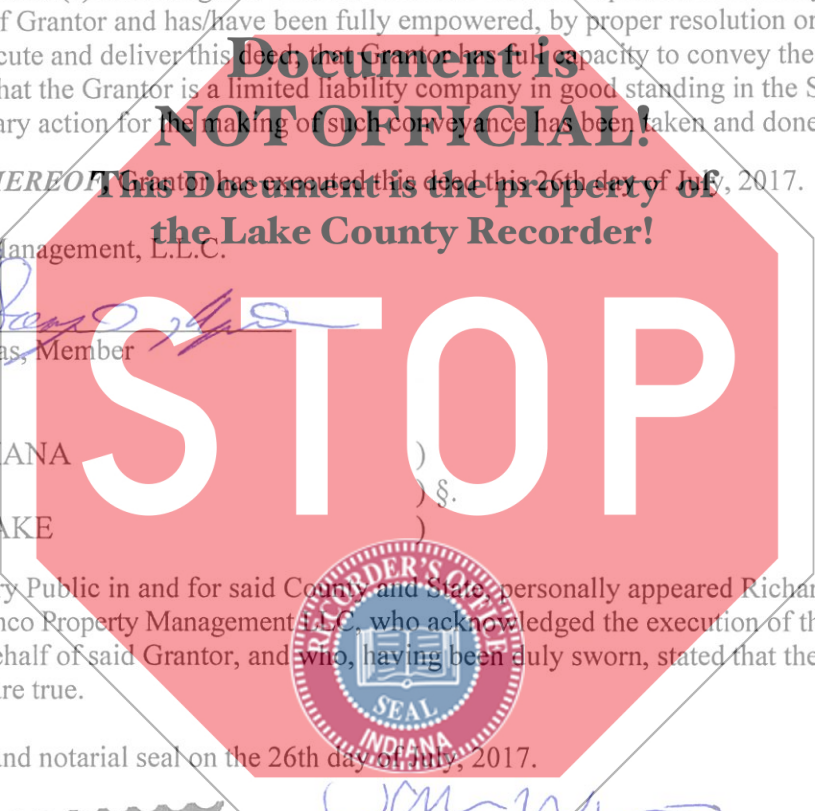 f Grantor and has/have been fully empowered, by proper resolution or
cute and deliver this deed; that Grantor has full capacity to convey the
Document is
hat the Grantor is a limited liability company in good standing in the S
NOT OFFICIAL!
ary action for the making of such conveyance has been taken and done
HEREOF, Grantor has executed this deed this 26th day of July, 2017.
This Document is the property of
the Lake County Recorder!
Management, L.L.C.
as, Member
STOP
ANA )
) §.
AKE )
ry Public in and for said County and State, personally appeared Richar
nco Property Management LLC, who acknowledged the execution of th
ehalf of said Grantor, and who, having been duly sworn, stated that the
are true.
RECORDER'S OFFICE
SEAL
INDIANA
and notarial seal on the 26th day of July, 2017.